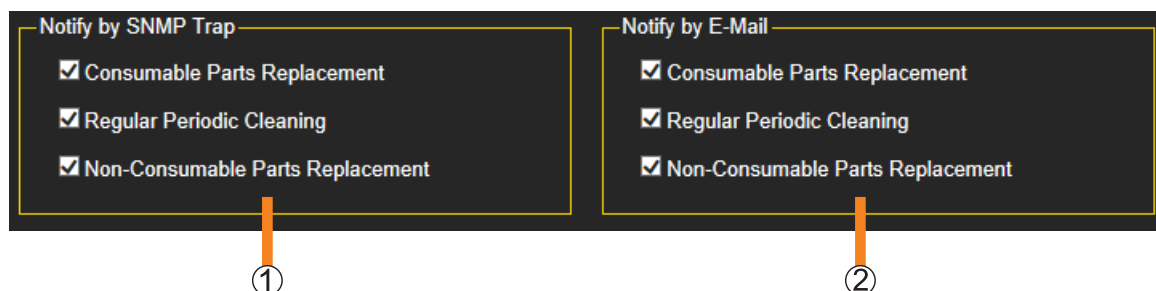 Notify by SNMP Trap
Consumable Parts Replacement
Regular Periodic Cleaning
Non-Consumable Parts Replacement
①
Notify by E-Mail
Consumable Parts Replacement
Regular Periodic Cleaning
Non-Consumable Parts Replacement
②